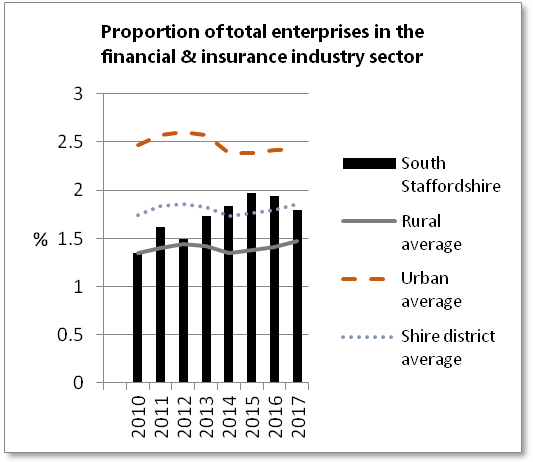 Proportion of total enterprises in the
financial & insurance industry sector
3
2.5
2
1.5
1
0.5
0
%
2010
2011
2012
2013
2014
2015
2016
2017
South
Staffordshire
Rural
average
Urban
average
Shire district
average